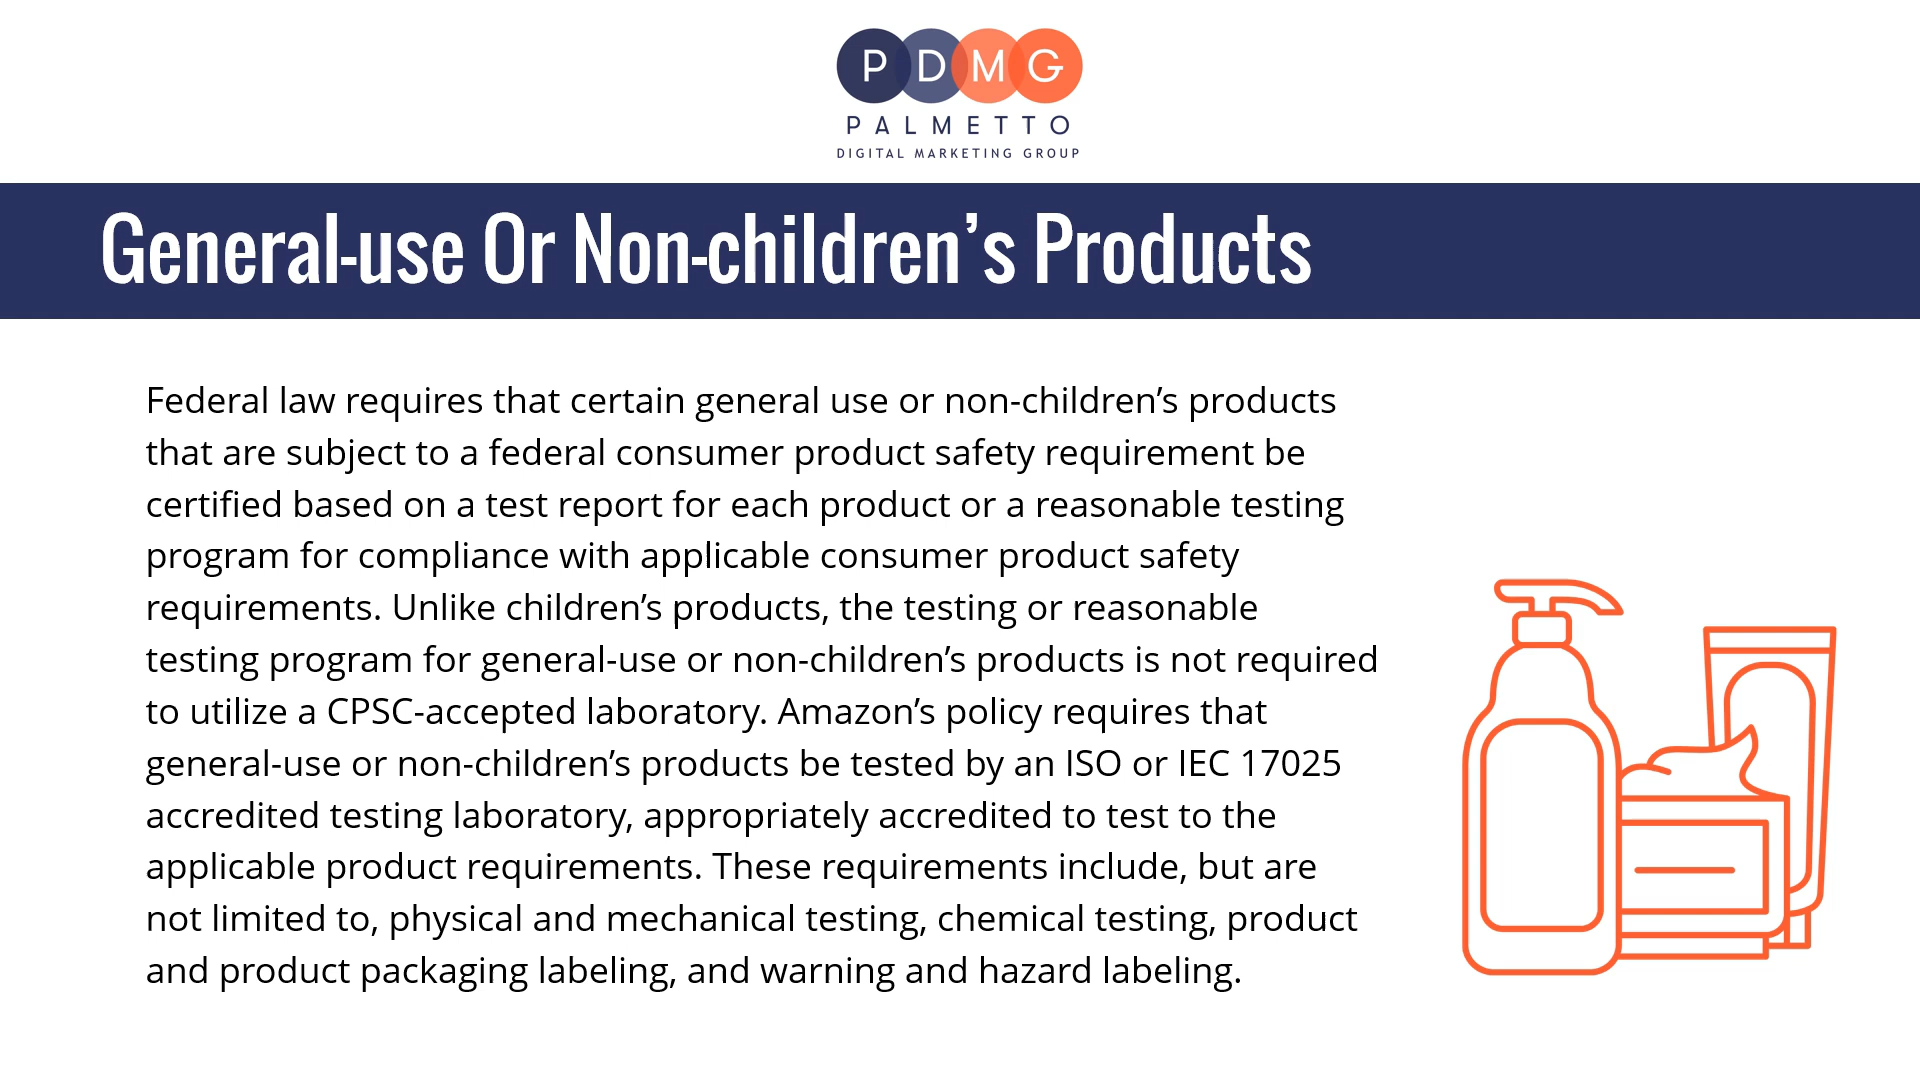 P D M G
PALMETTO
DIGITAL MARKETING GROUP
General-use Or Non-children’s Products
Federal law requires that certain general use or non-children’s products
that are subject to a federal consumer product safety requirement be
certified based on a test report for each product or a reasonable testing
program for compliance with applicable consumer product safety
requirements. Unlike children’s products, the testing or reasonable
testing program for general-use or non-children’s products is not required
to utilize a CPSC-accepted laboratory. Amazon’s policy requires that
general-use or non-children’s products be tested by an ISO or IEC 17025
accredited testing laboratory, appropriately accredited to test to the
applicable product requirements. These requirements include, but are
not limited to, physical and mechanical testing, chemical testing, product
and product packaging labeling, and warning and hazard labeling.